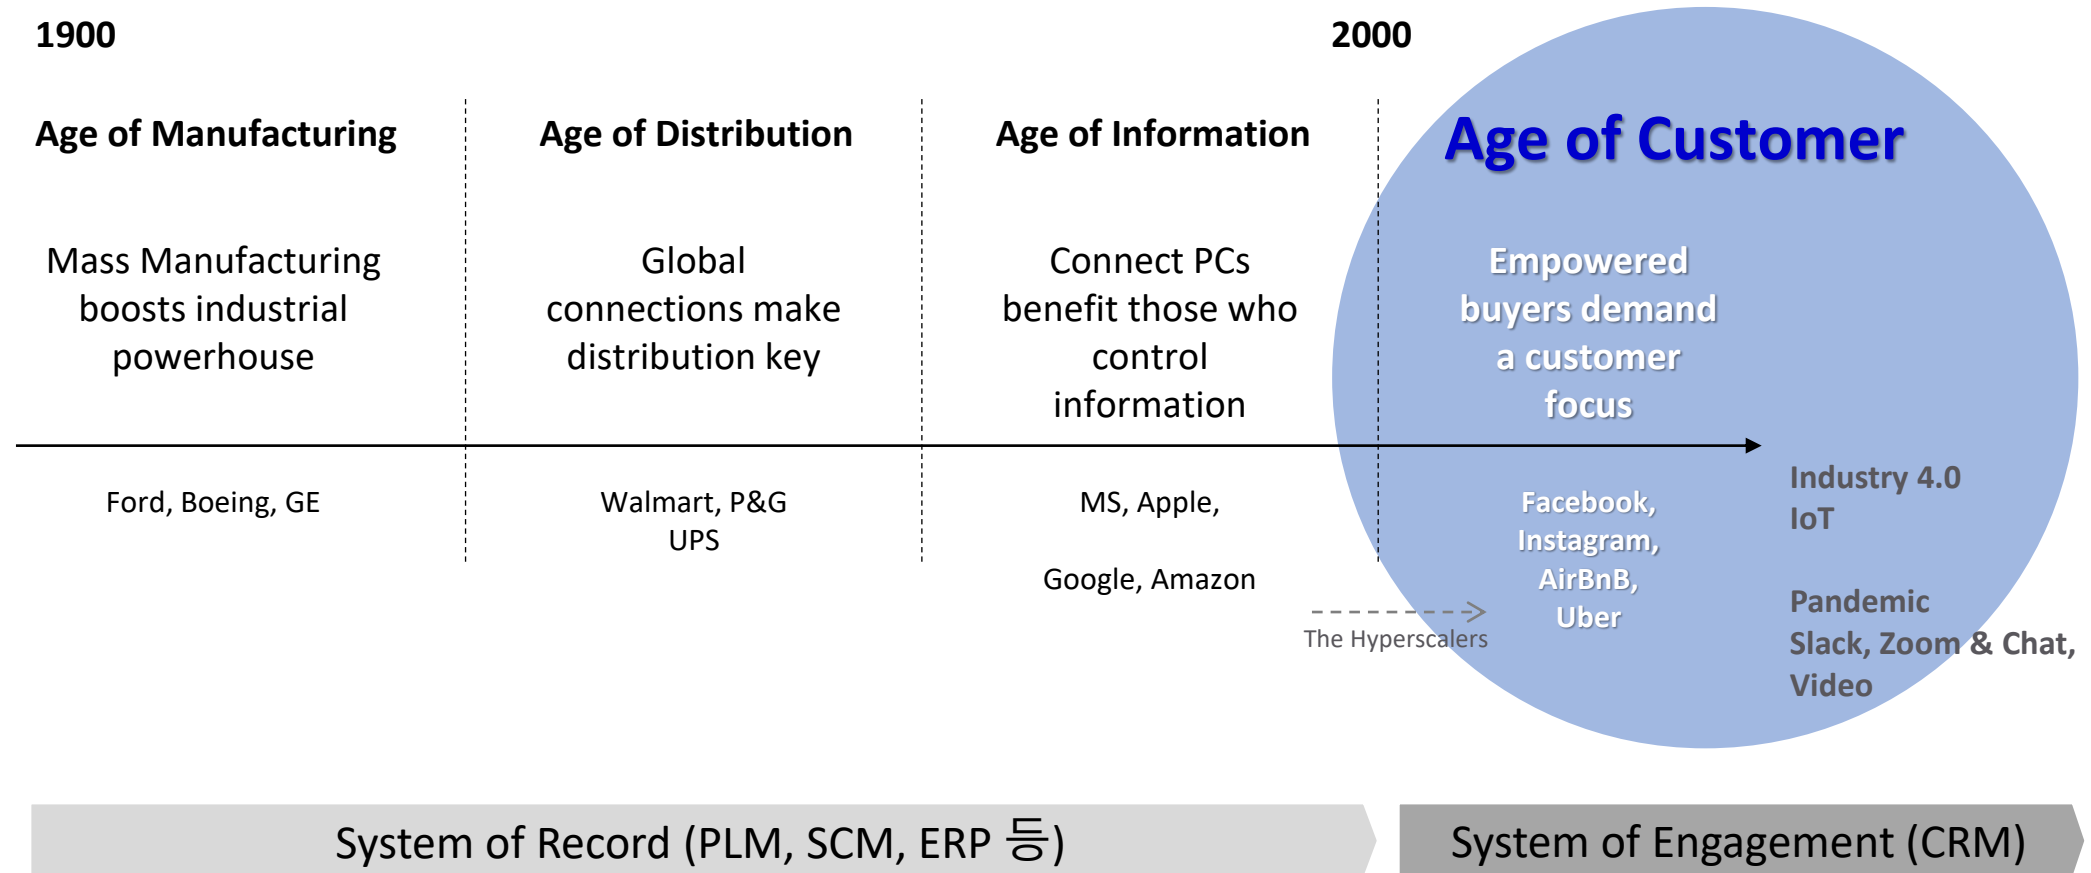 1900
2000
Age of Manufacturing
Mass Manufacturing
boosts industrial
powerhouse
Ford, Boeing, GE
Age of Distribution
Global
connections make
distribution key
Walmart, P&G
UPS
Age of Information
Connect PCs
benefit those who
control
information
MS, Apple,
Google, Amazon
The Hyperscalers
Age of Customer
Empowered
buyers demand
a customer
focus
Facebook,
Instagram,
AirBnB,
Uber
Industry 4.0
IoT
Pandemic
Slack, Zoom & Chat,
Video
System of Record (PLM, SCM, ERP 등)
System of Engagement (CRM)